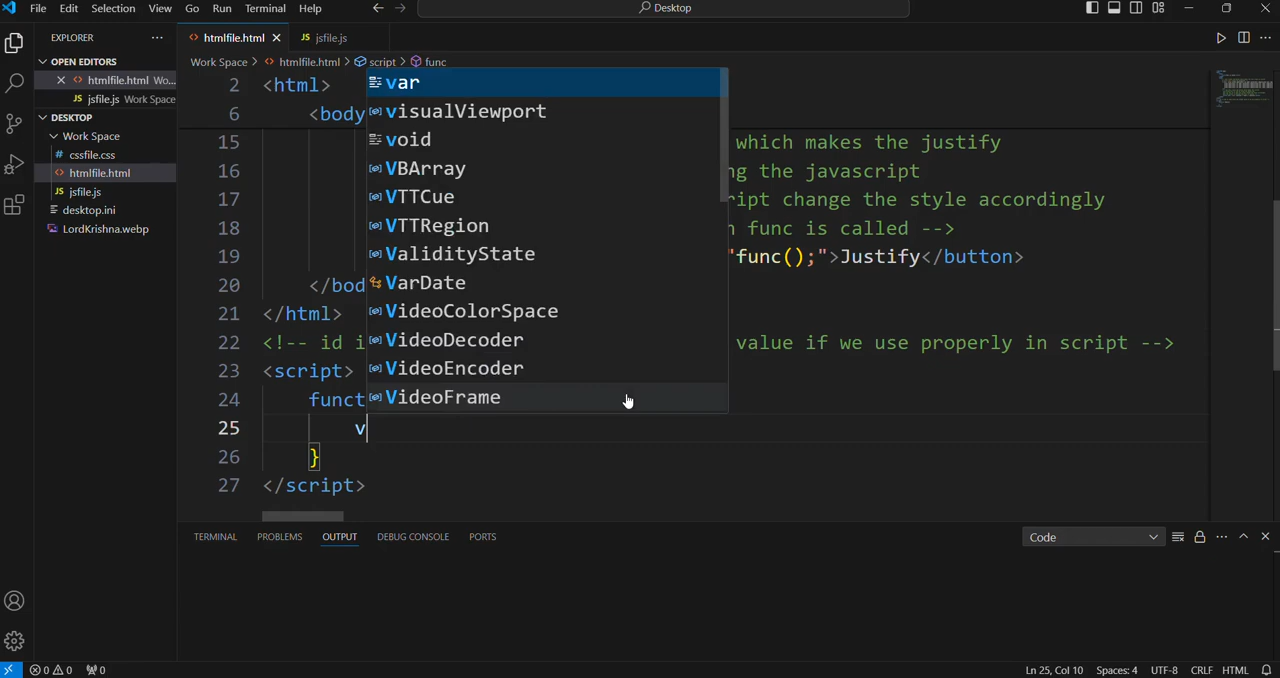 File Edit Selection View Go Run Terminal Help
Desktop
EXPLORER
OPEN EDITORS
htmlfile.html Wo...
JS jsfile.js Work Space
DESKTOP
Work Space
# cssfile.css
<> htmlfile.html
JS jsfile.js
desktop.ini
LordKrishna.webp
<> htmlfile.html
JS jsfile.js
Work Space > <> htmlfile.html > script > func
2 <html>
6 <body
15 which makes the justify
16 ng the javascript
17 ript change the style accordingly
18 func is called -->
19 "func();">Justify</button>
20 </bod
21 </html>
22 <!-- id i value if we use properly in script -->
23 <script>
24 funct
25 v
26 }
27 </script>
var
visualViewport
void
VBArray
VTTCue
VTTRegion
ValidityState
VarDate
VideoColorSpace
VideoDecoder
VideoEncoder
VideoFrame
TERMINAL PROBLEMS OUTPUT DEBUG CONSOLE PORTS
Code
0 0 0
Ln 25, Col 10 Spaces: 4 UTF-8 CRLF HTML